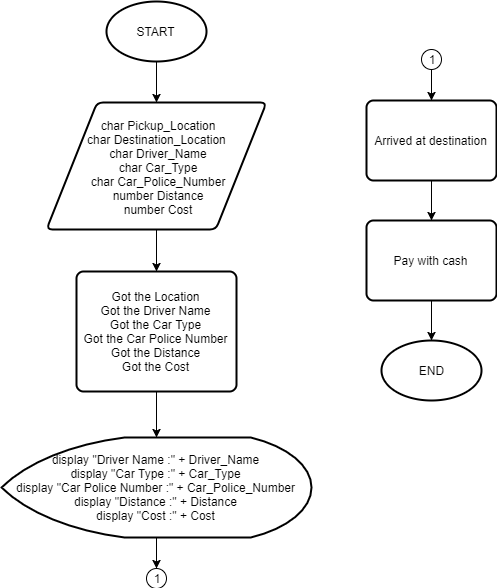 START
char Pickup_Location
char Destination_Location
char Driver_Name
char Car_Type
char Car_Police_Number
number Distance
number Cost
Got the Location
Got the Driver Name
Got the Car Type
Got the Car Police Number
Got the Distance
Got the Cost
display "Driver Name :" + Driver_Name
display "Car Type :" + Car_Type
display "Car Police Number :" + Car_Police_Number
display "Distance :" + Distance
display "Cost :" + Cost
1
1
Arrived at destination
Pay with cash
END